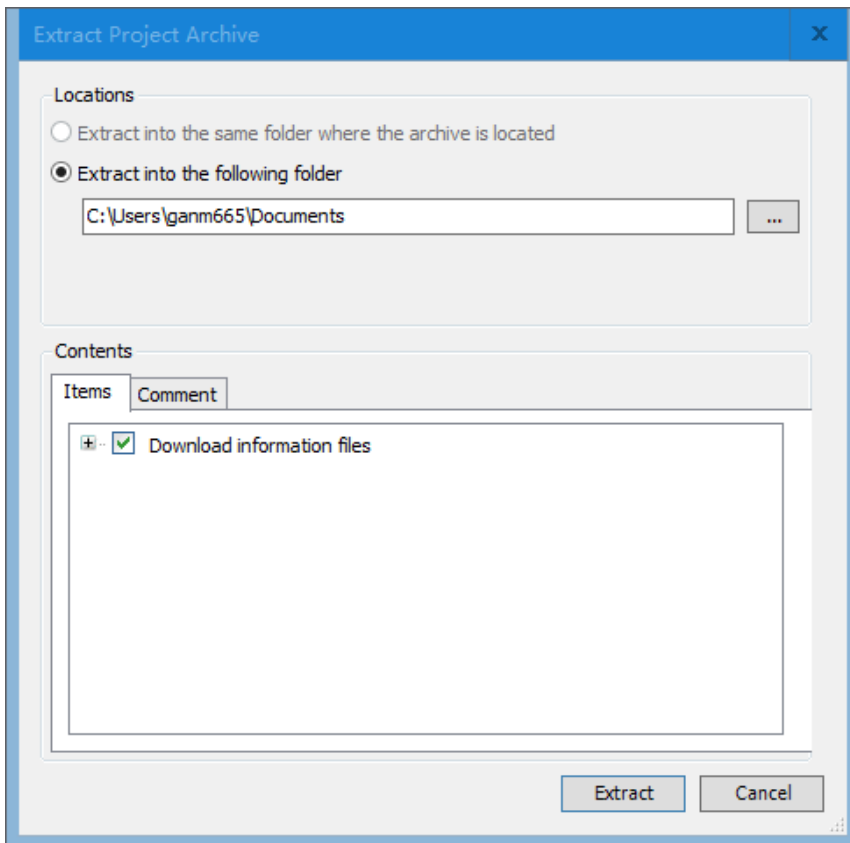 Extract Project Archive
Locations
Extract into the same folder where the archive is located
Extract into the following folder
C:\Users\ganm665\Documents
...
Contents
Items
Comment
Download information files
Extract
Cancel